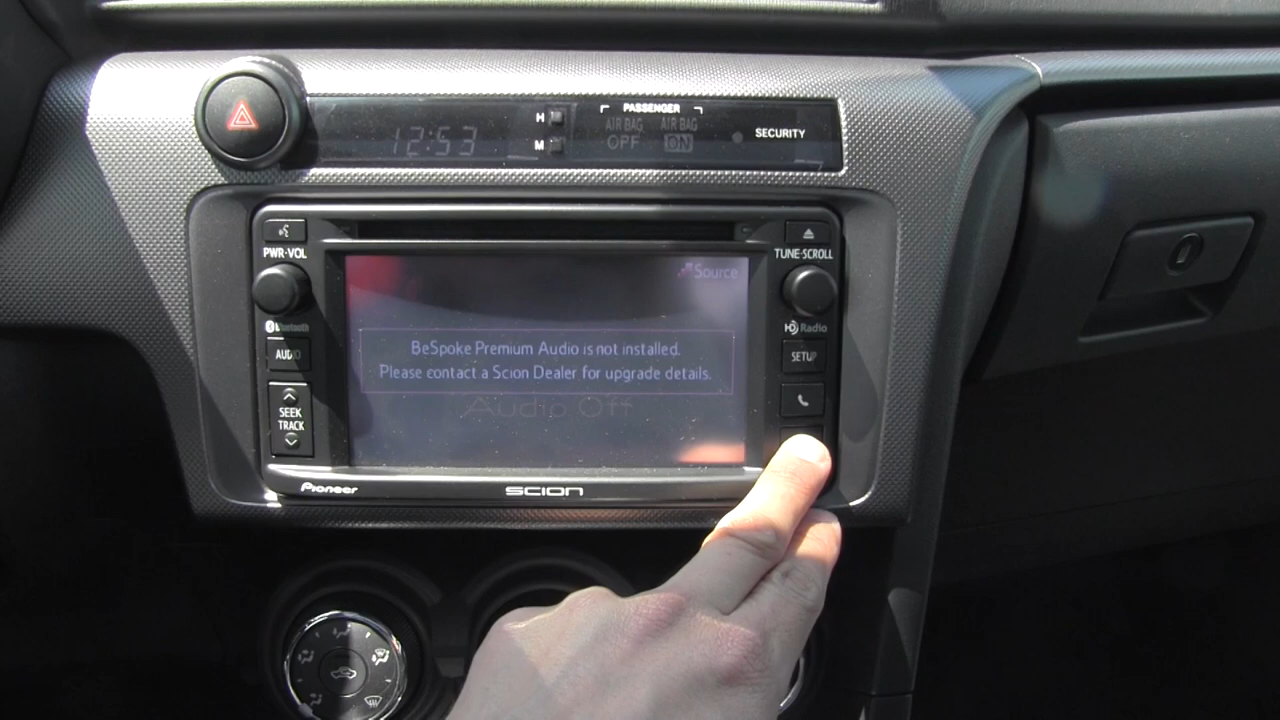 12:53
H
M
PASSENGER
AIR BAG OFF
AIR BAG ON
SECURITY
PWR·VOL
TUNE·SCROLL
Source
Bluetooth
HD Radio
AUDIO
SETUP
BeSpoke Premium Audio is not installed.
Please contact a Scion Dealer for upgrade details.
Audio Off
SEEK
TRACK
Pioneer
SCION